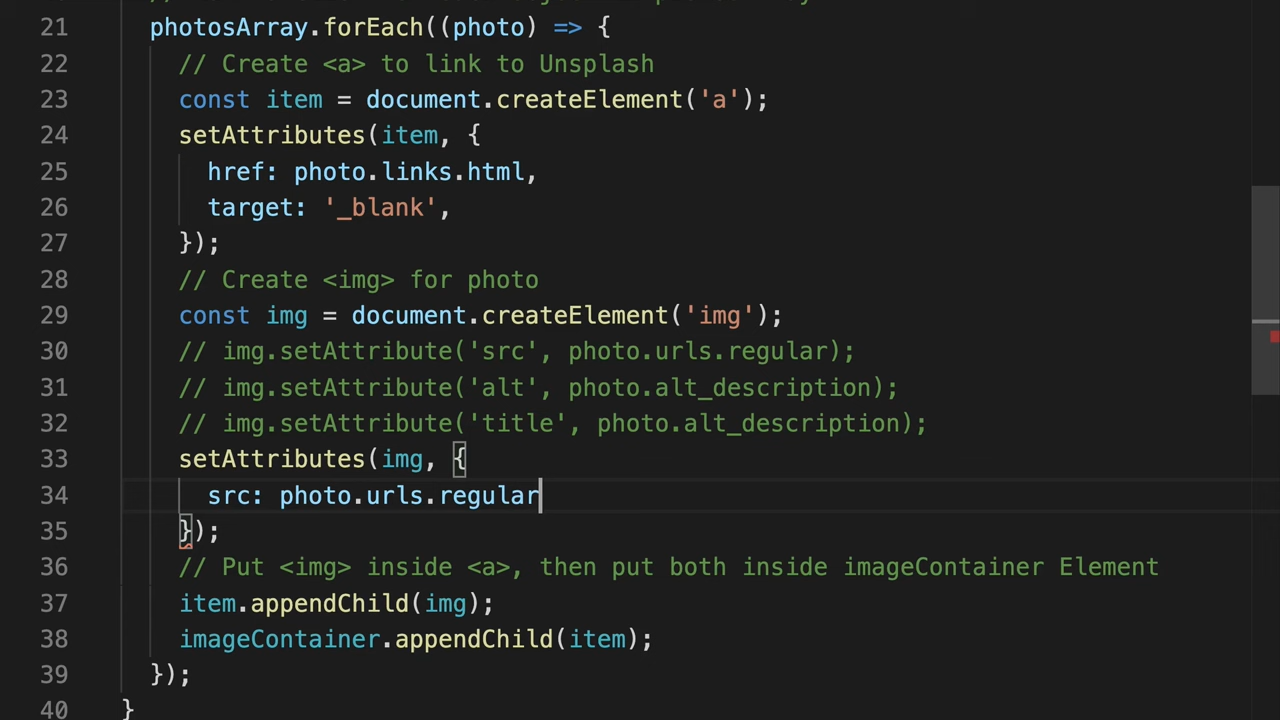 21 photosArray.forEach((photo) => {
22 // Create <a> to link to Unsplash
23 const item = document.createElement('a');
24 setAttributes(item, {
25 href: photo.links.html,
26 target: '_blank',
27 });
28 // Create <img> for photo
29 const img = document.createElement('img');
30 // img.setAttribute('src', photo.urls.regular);
31 // img.setAttribute('alt', photo.alt_description);
32 // img.setAttribute('title', photo.alt_description);
33 setAttributes(img, {
34 src: photo.urls.regular
35 });
36 // Put <img> inside <a>, then put both inside imageContainer Element
37 item.appendChild(img);
38 imageContainer.appendChild(item);
39 });
40 }